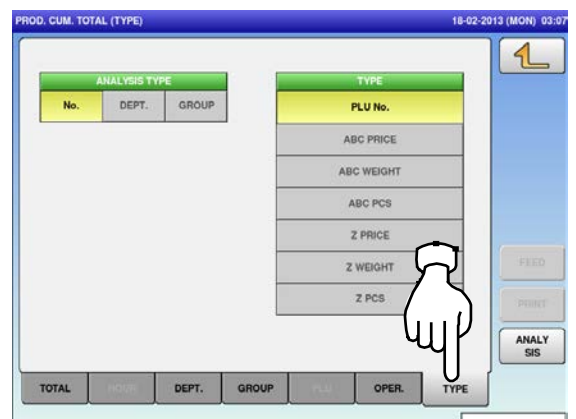 PROD. CUM. TOTAL (TYPE) 18-02-2013 (MON) 03:07
ANALYSIS TYPE
No. DEPT. GROUP
TYPE
PLU No.
ABC PRICE
ABC WEIGHT
ABC PCS
Z PRICE
Z WEIGHT
Z PCS
FEED
PRINT
ANALY
SIS
TOTAL HOUR DEPT. GROUP PLU OPER. TYPE